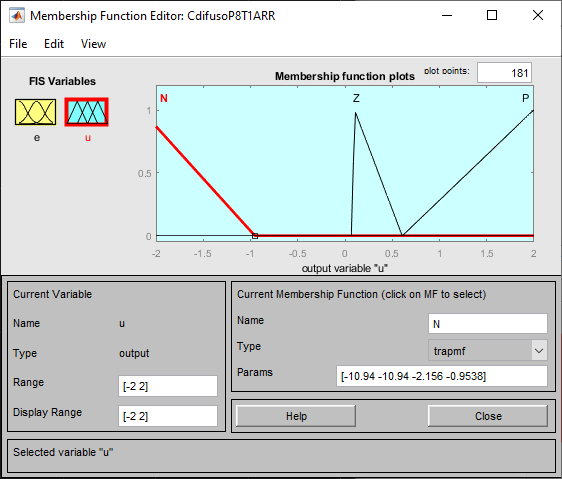 Membership Function Editor: CdifusoP8T1ARR
File Edit View
FIS Variables
e
u
Membership function plots
plot points:
181
N
Z
P
1
0.5
0
-2 -1.5 -1 -0.5 0 0.5 1 1.5 2
output variable "u"
Current Variable
Name u
Type output
Range [-2 2]
Display Range [-2 2]
Current Membership Function (click on MF to select)
Name N
Type trapmf
Params [-10.94 -10.94 -2.156 -0.9538]
Help Close
Selected variable "u"